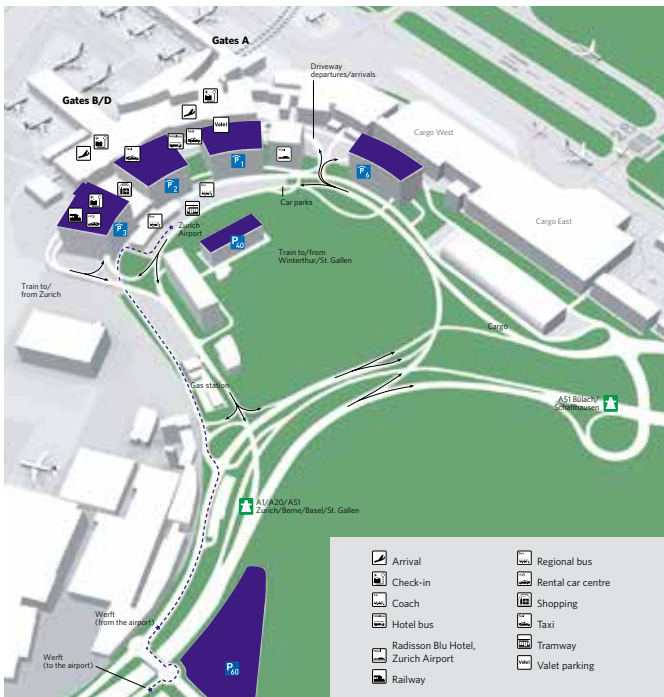 Gates A
Driveway
departures/arrivals
Gates B/D
Valet
Cargo West
P1
P6
P2
Cargo East
Car parks
P3
Zurich
Airport
P40
Train to/from
Winterthur/St. Gallen
Train to/
from Zurich
Cargo
Gas station
A51 Bülach/
Schaffhausen
A1/A20/A51
Zurich/Berne/Basel/St. Gallen
Werft
(from the airport)
Werft
(to the airport)
P60
Arrival
Check-in
Coach
Hotel bus
Radisson Blu Hotel,
Zurich Airport
Railway
Regional bus
Rental car centre
Shopping
Taxi
Tramway
Valet
Valet parking